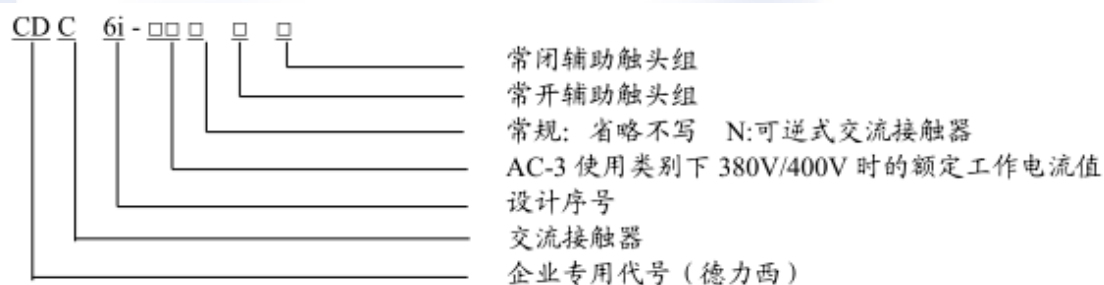 CD C 6i - □□ □ □ □
常闭辅助触头组
常开辅助触头组
常规：省略不写 N:可逆式交流接触器
AC-3 使用类别下 380V/400V 时的额定工作电流值
设计序号
交流接触器
企业专用代号（德力西）